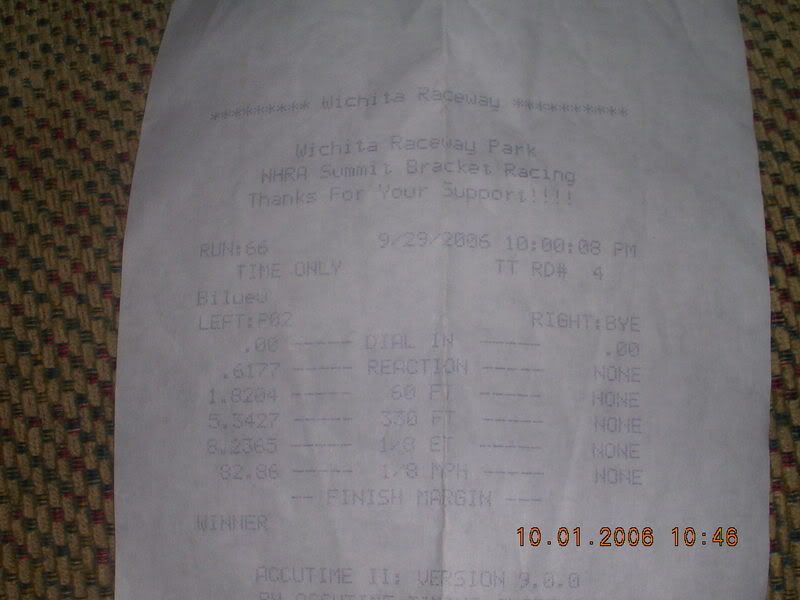 ********* Wichita Raceway **********
Wichita Raceway Park
NHRA Summit Bracket Racing
Thanks For Your Support!!!!
RUN:66 9/29/2006 10:00:08 PM
TIME ONLY TT RD# 4
LEFT:P02 RIGHT:BYE
.00 ----- DIAL IN ----- .00
.6177 ----- REACTION ----- NONE
1.8204 ----- 60 FT ----- NONE
5.3427 ----- 330 FT ----- NONE
8.2365 ----- 1/8 ET ----- NONE
82.86 ----- 1/8 MPH ----- NONE
-- FINISH MARGIN ---
WINNER
10.01.2006 10:46
ACCUTIME II: VERSION 9.0.0
BY ACCUTIME